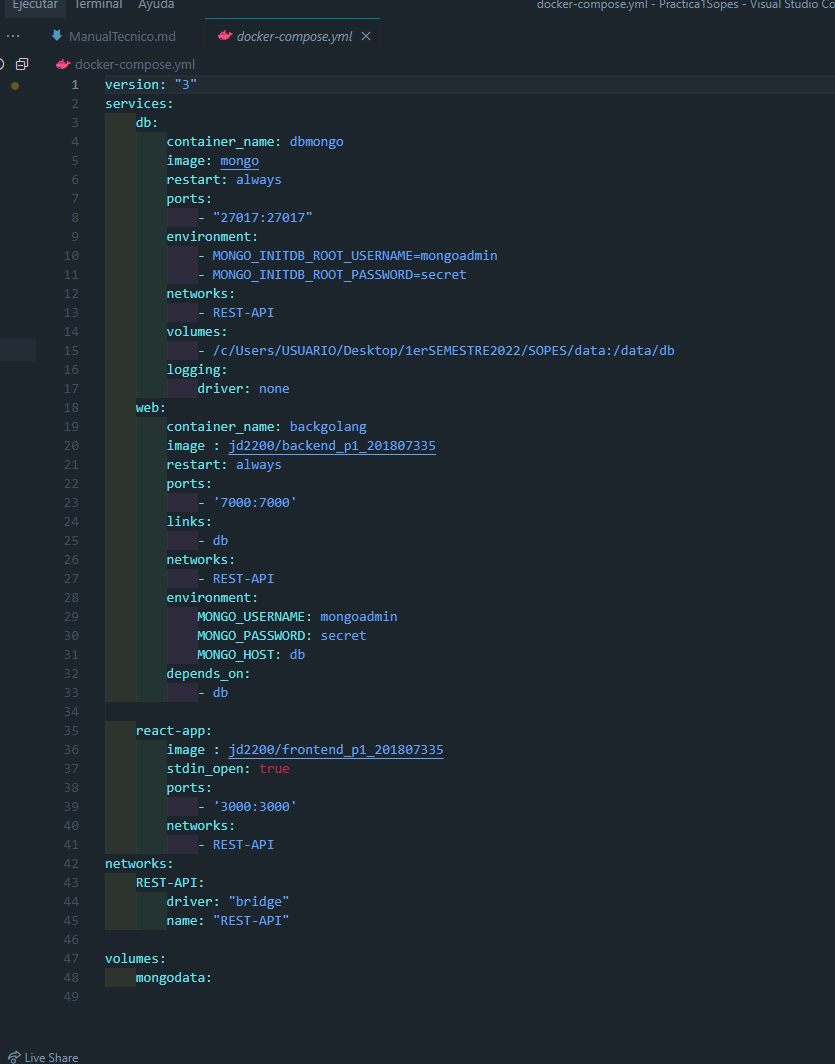 Ejecutar Terminal Ayuda docker-compose.yml - Practica1Sopes - Visual Studio Co
··· ManualTecnico.md docker-compose.yml ×
docker-compose.yml
1 version: "3"
2 services:
3 db:
4 container_name: dbmongo
5 image: mongo
6 restart: always
7 ports:
8 - "27017:27017"
9 environment:
10 - MONGO_INITDB_ROOT_USERNAME=mongoadmin
11 - MONGO_INITDB_ROOT_PASSWORD=secret
12 networks:
13 - REST-API
14 volumes:
15 - /c/Users/USUARIO/Desktop/1erSEMESTRE2022/SOPES/data:/data/db
16 logging:
17 driver: none
18 web:
19 container_name: backgolang
20 image : jd2200/backend_p1_201807335
21 restart: always
22 ports:
23 - '7000:7000'
24 links:
25 - db
26 networks:
27 - REST-API
28 environment:
29 MONGO_USERNAME: mongoadmin
30 MONGO_PASSWORD: secret
31 MONGO_HOST: db
32 depends_on:
33 - db
34
35 react-app:
36 image : jd2200/frontend_p1_201807335
37 stdin_open: true
38 ports:
39 - '3000:3000'
40 networks:
41 - REST-API
42 networks:
43 REST-API:
44 driver: "bridge"
45 name: "REST-API"
46
47 volumes:
48 mongodata:
49
Live Share